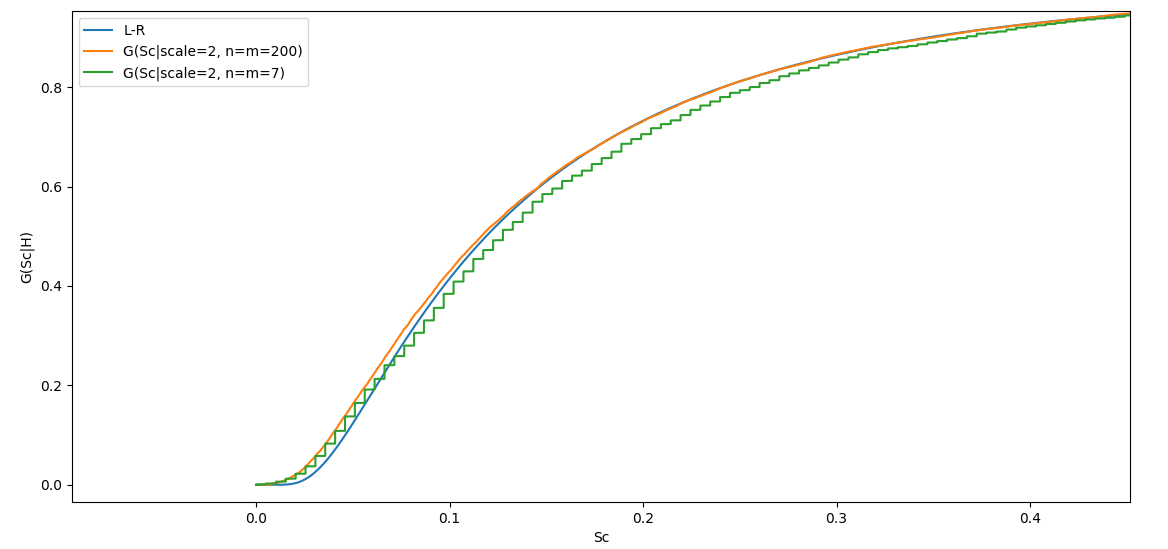 L-R
G(Sc|scale=2, n=m=200)
G(Sc|scale=2, n=m=7)
G(Sc|H)
0.8
0.6
0.4
0.2
0.0
0.0 0.1 0.2 0.3 0.4
Sc